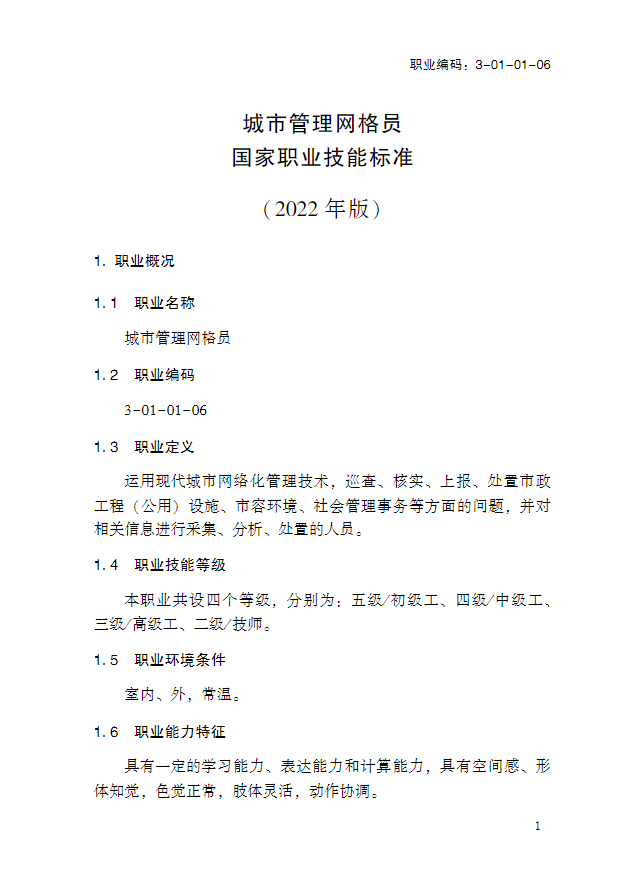 职业编码：3-01-01-06
城市管理网格员
国家职业技能标准
（2022 年版）
1. 职业概况
1.1 职业名称
城市管理网格员
1.2 职业编码
3-01-01-06
1.3 职业定义
运用现代城市网络化管理技术，巡查、核实、上报、处置市政
工程（公用）设施、市容环境、社会管理事务等方面的问题，并对
相关信息进行采集、分析、处置的人员。
1.4 职业技能等级
本职业共设四个等级，分别为：五级/初级工、四级/中级工、
三级/高级工、二级/技师。
1.5 职业环境条件
室内、外，常温。
1.6 职业能力特征
具有一定的学习能力、表达能力和计算能力，具有空间感、形
体知觉，色觉正常，肢体灵活，动作协调。
1